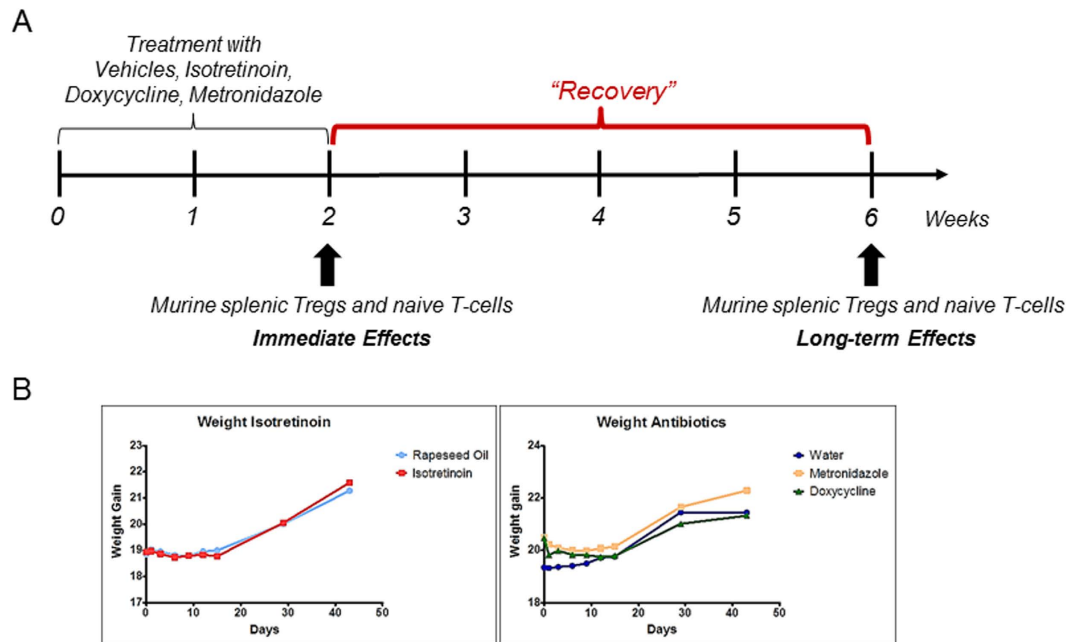 A
Treatment with
Vehicles, Isotretinoin,
Doxycycline, Metronidazole
“Recovery”
0 1 2 3 4 5 6 Weeks
Murine splenic Tregs and naive T-cells
Immediate Effects
Murine splenic Tregs and naive T-cells
Long-term Effects
B
Weight Isotretinoin
Rapeseed Oil
Isotretinoin
Weight Gain
23
22
21
20
19
18
17
0 10 20 30 40 50
Days
Weight Antibiotics
Water
Metronidazole
Doxycycline
Weight gain
24
22
20
18
0 10 20 30 40 50
Days